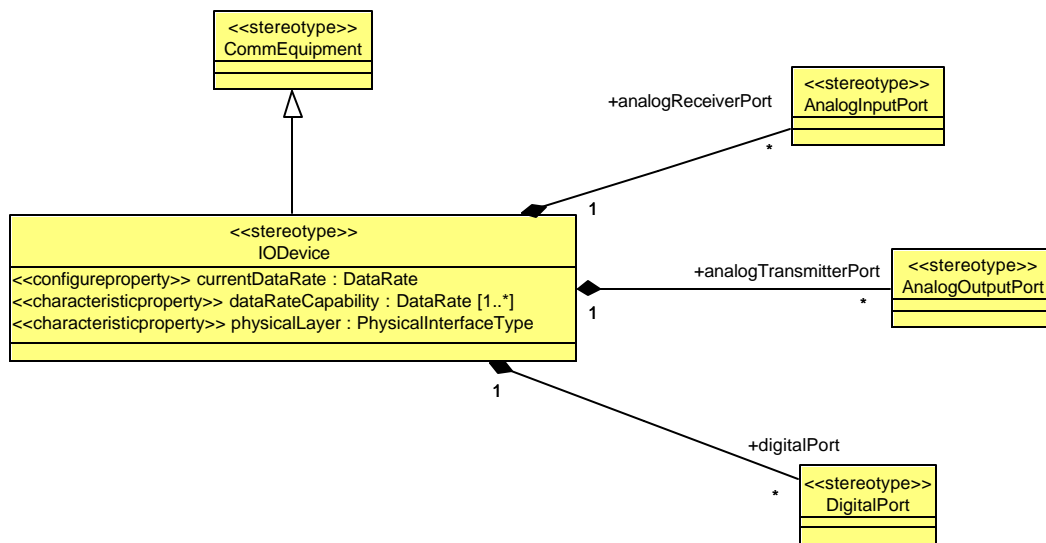 <<stereotype>>
CommEquipment
<<stereotype>>
AnalogInputPort
+analogReceiverPort
*
1
<<stereotype>>
IODevice
<<configureproperty>> currentDataRate : DataRate
<<characteristicproperty>> dataRateCapability : DataRate [1..*]
<<characteristicproperty>> physicalLayer : PhysicalInterfaceType
+analogTransmitterPort
1
*
<<stereotype>>
AnalogOutputPort
1
+digitalPort
*
<<stereotype>>
DigitalPort